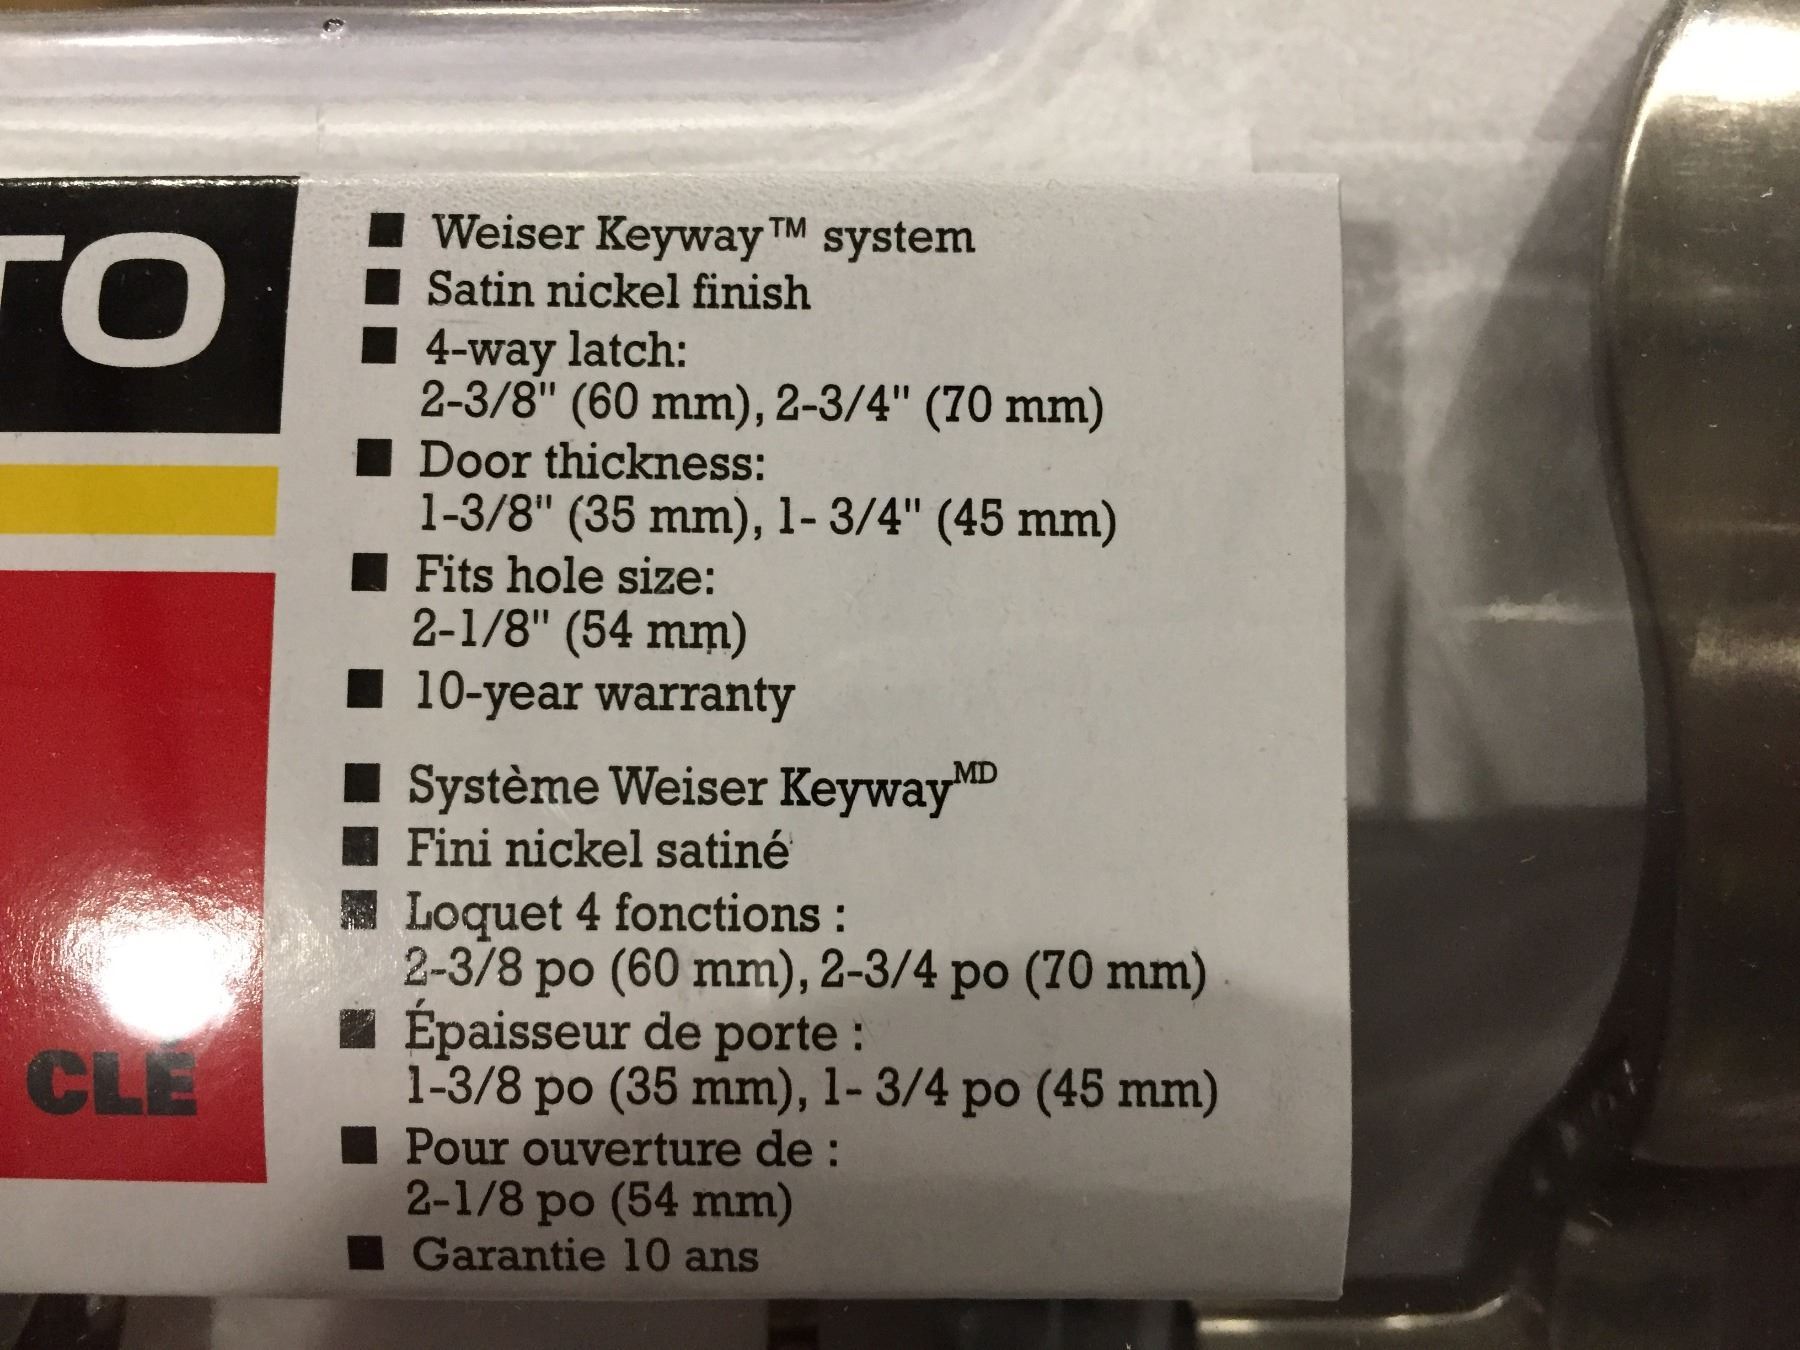 TO
CLÉ
■ Weiser Keyway™ system
■ Satin nickel finish
■ 4-way latch:
2-3/8" (60 mm), 2-3/4" (70 mm)
■ Door thickness:
1-3/8" (35 mm), 1- 3/4" (45 mm)
■ Fits hole size:
2-1/8" (54 mm)
■ 10-year warranty
■ Système Weiser Keyway MD
■ Fini nickel satiné
■ Loquet 4 fonctions :
2-3/8 po (60 mm), 2-3/4 po (70 mm)
■ Épaisseur de porte :
1-3/8 po (35 mm), 1- 3/4 po (45 mm)
■ Pour ouverture de :
2-1/8 po (54 mm)
■ Garantie 10 ans